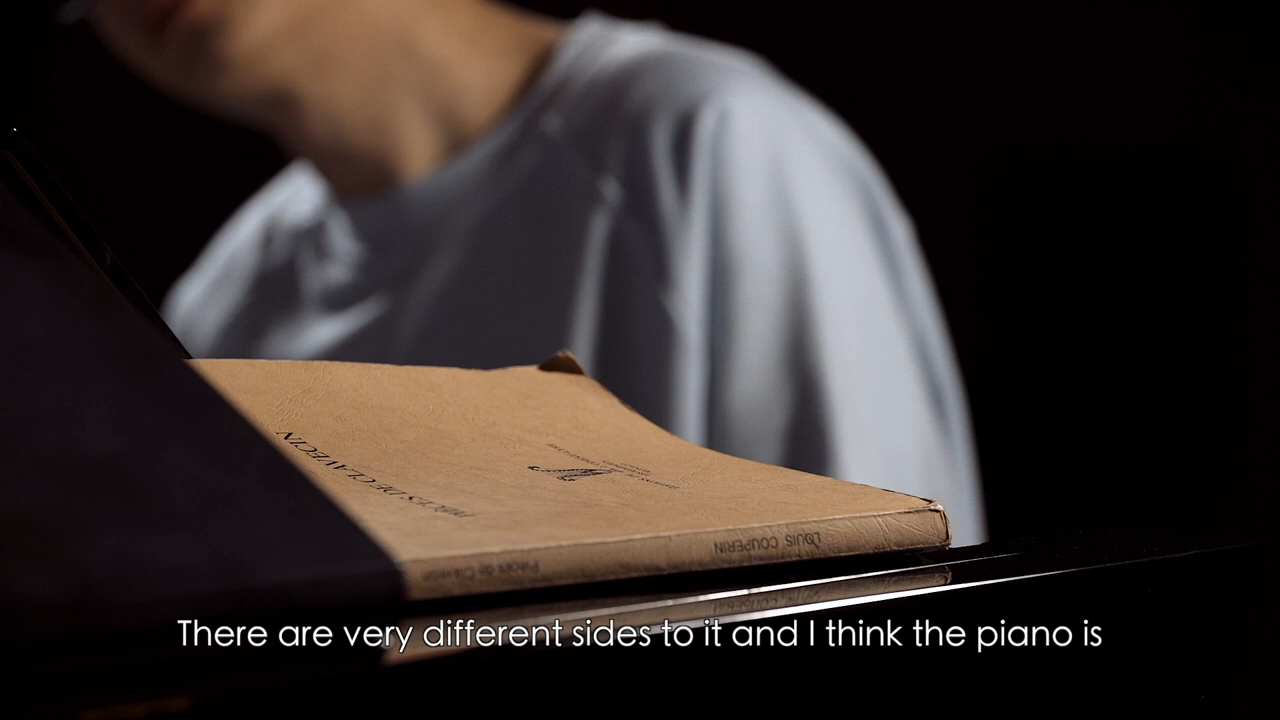 PIÈCES DE CLAVECIN
LOUIS COUPERIN
Pièces de Clavecin
There are very different sides to it and I think the piano is